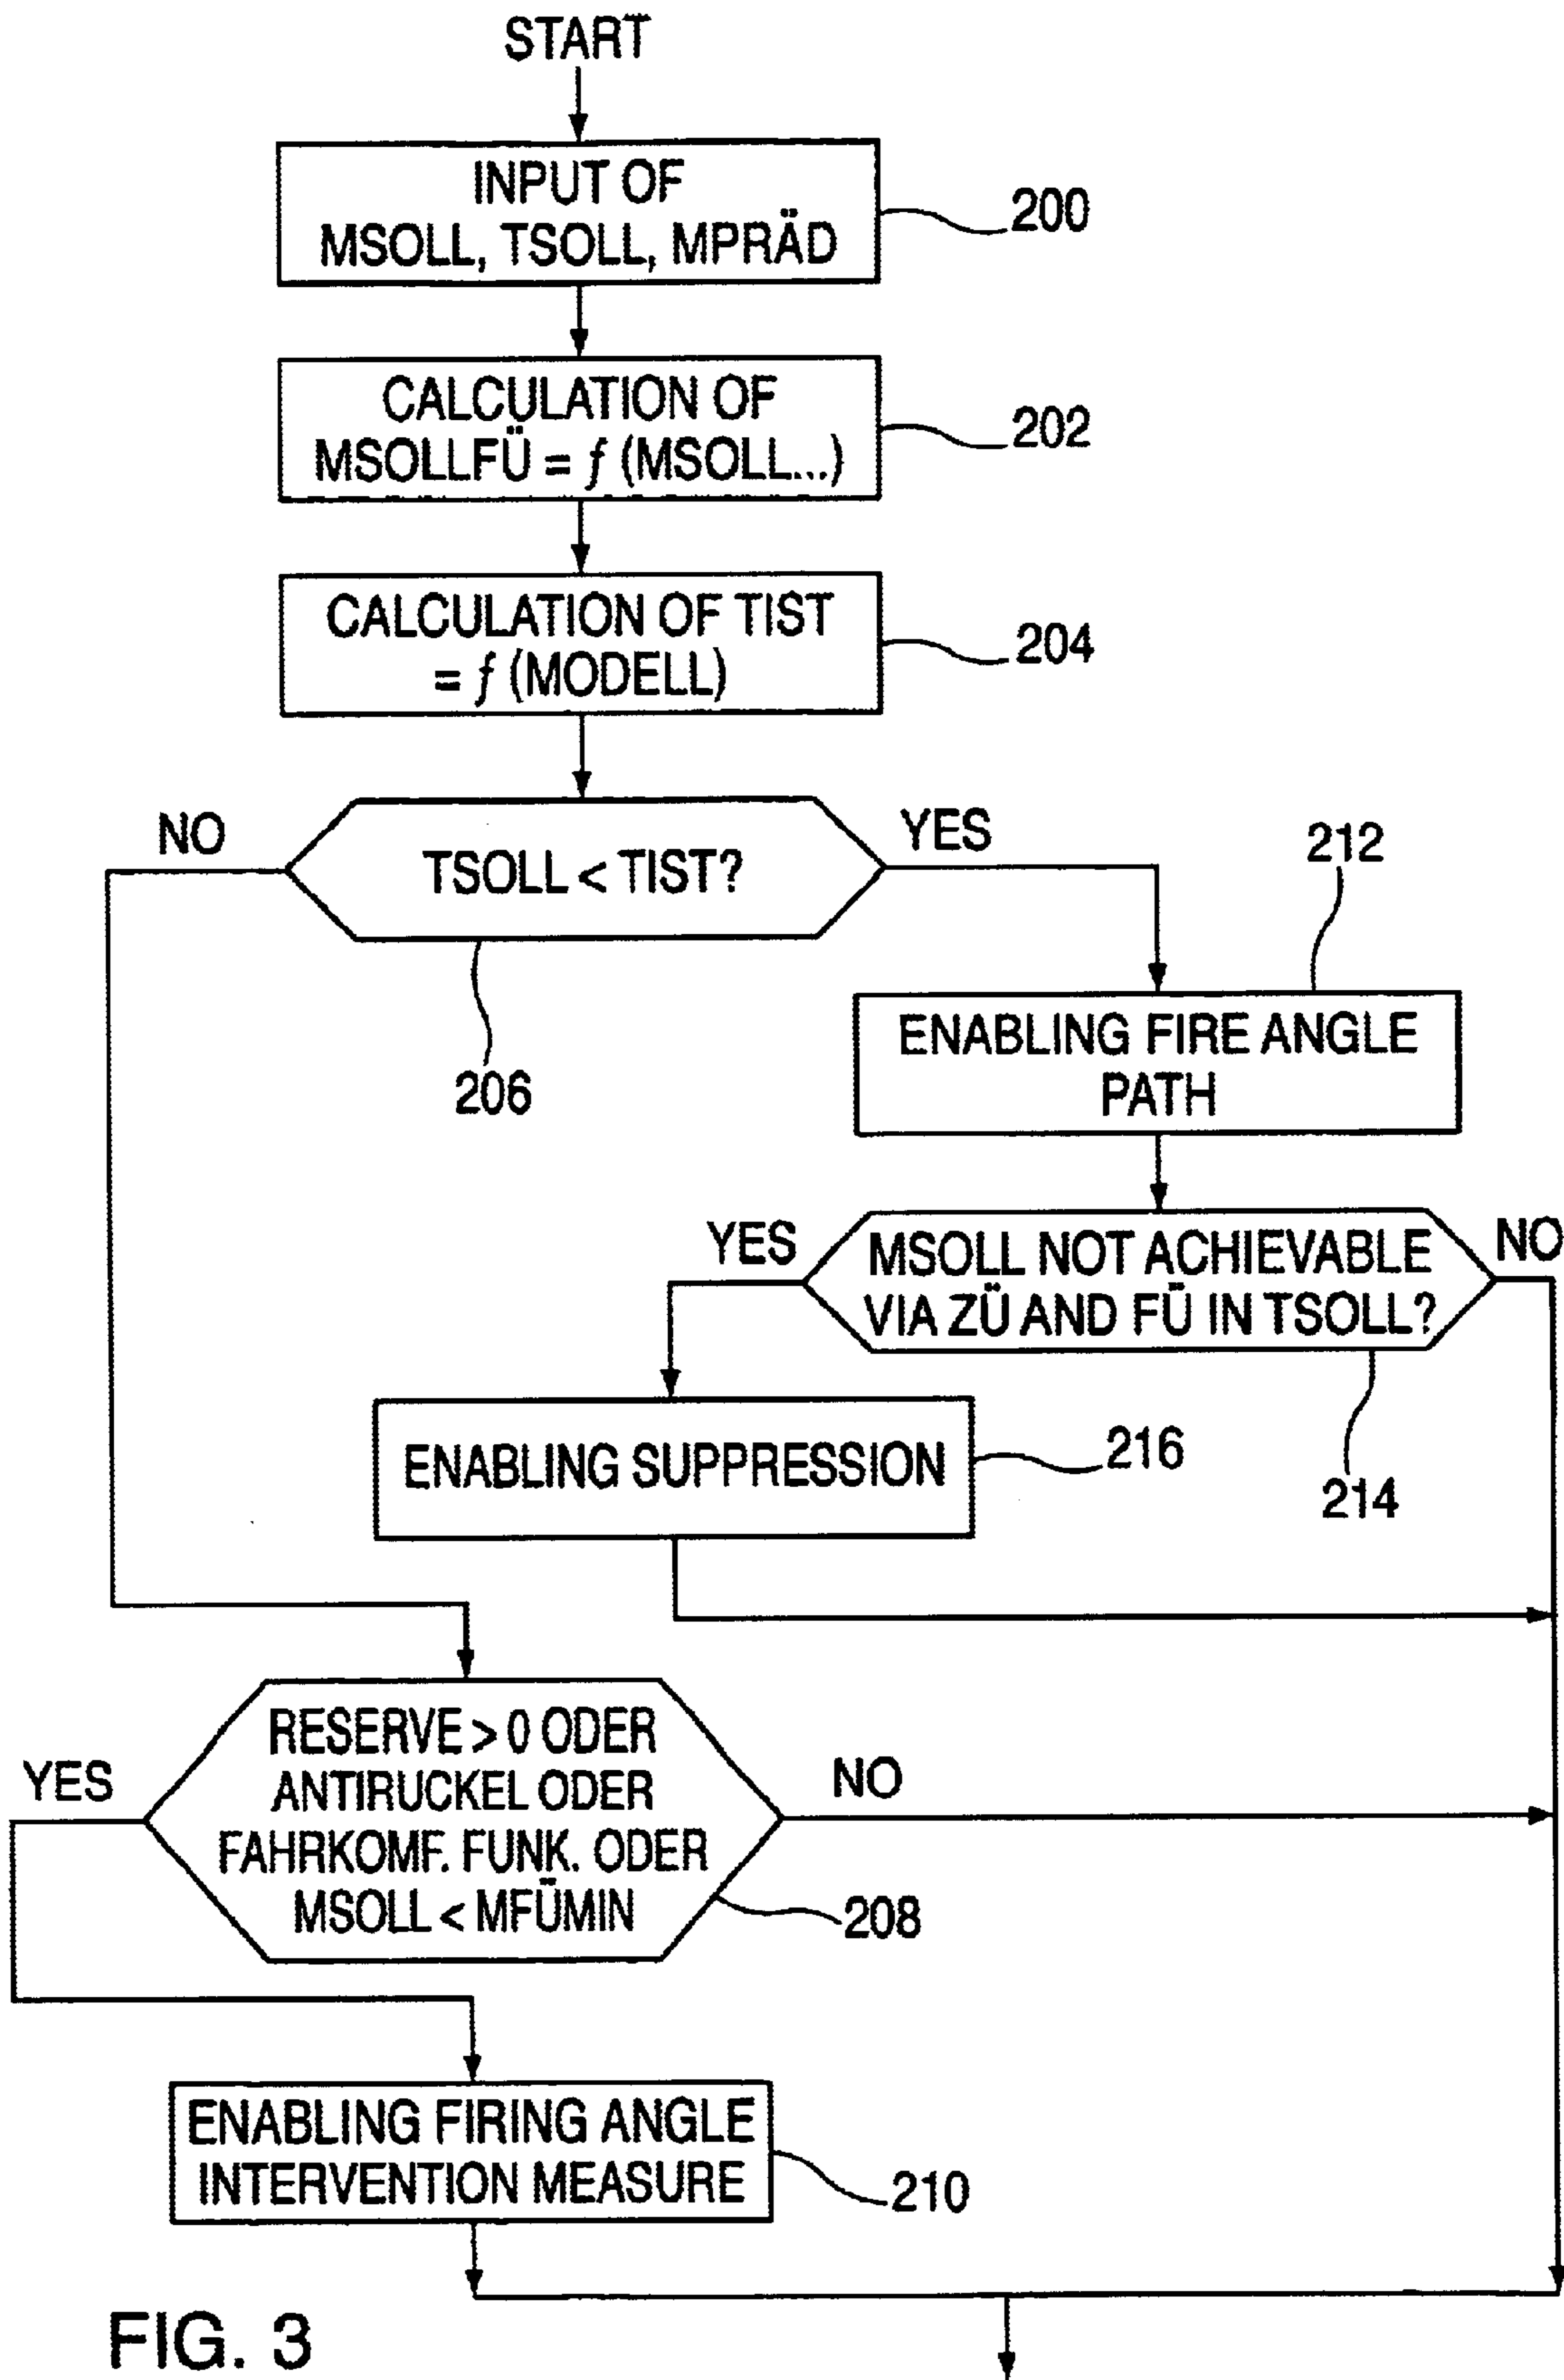 START
INPUT OF
MSOLL, TSOLL, MPRÄD
200
CALCULATION OF
MSOLLFÜ = f (MSOLL...)
202
CALCULATION OF TIST
= f (MODELL)
204
NO
TSOLL < TIST?
YES
206
212
ENABLING FIRE ANGLE
PATH
YES
MSOLL NOT ACHIEVABLE
VIA ZÜ AND FÜ IN TSOLL?
NO
214
ENABLING SUPPRESSION
216
YES
RESERVE > 0 ODER
ANTIRUCKEL ODER
FAHRKOMF. FUNK. ODER
MSOLL < MFÜMIN
NO
208
ENABLING FIRING ANGLE
INTERVENTION MEASURE
210
FIG. 3